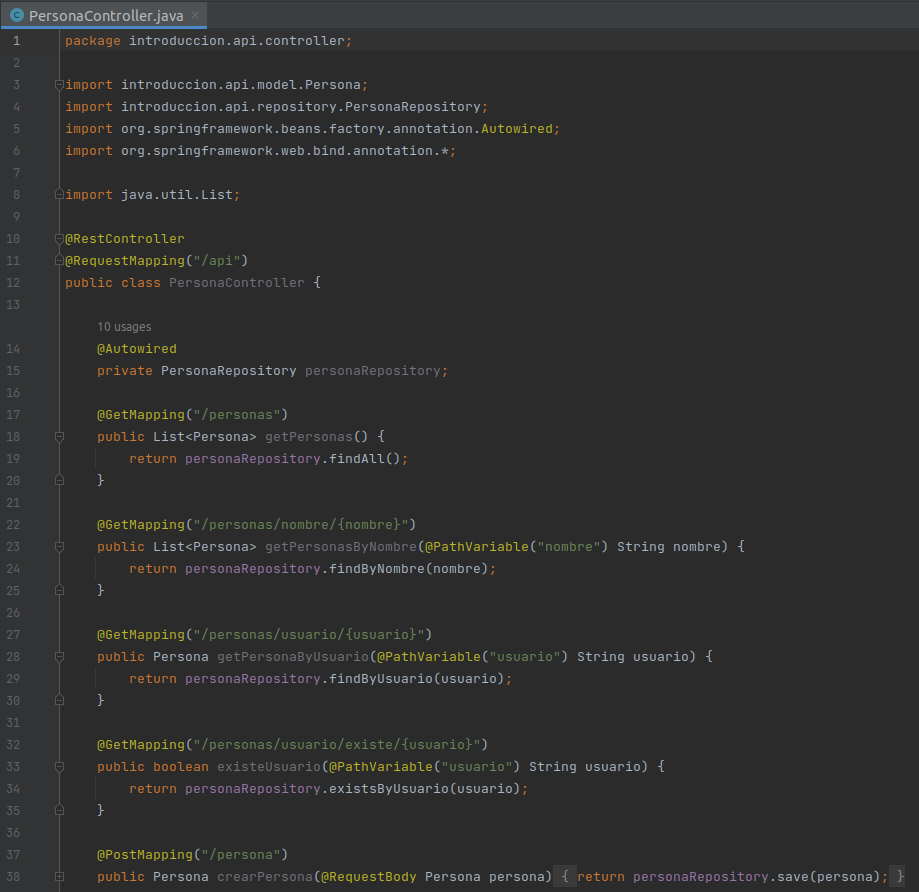 PersonaController.java
1 package introduccion.api.controller;
2
3 import introduccion.api.model.Persona;
4 import introduccion.api.repository.PersonaRepository;
5 import org.springframework.beans.factory.annotation.Autowired;
6 import org.springframework.web.bind.annotation.*;
7
8 import java.util.List;
9
10 @RestController
11 @RequestMapping("/api")
12 public class PersonaController {
13
10 usages
14 @Autowired
15 private PersonaRepository personaRepository;
16
17 @GetMapping("/personas")
18 public List<Persona> getPersonas() {
19 return personaRepository.findAll();
20 }
21
22 @GetMapping("/personas/nombre/{nombre}")
23 public List<Persona> getPersonasByNombre(@PathVariable("nombre") String nombre) {
24 return personaRepository.findByNombre(nombre);
25 }
26
27 @GetMapping("/personas/usuario/{usuario}")
28 public Persona getPersonaByUsuario(@PathVariable("usuario") String usuario) {
29 return personaRepository.findByUsuario(usuario);
30 }
31
32 @GetMapping("/personas/usuario/existe/{usuario}")
33 public boolean existeUsuario(@PathVariable("usuario") String usuario) {
34 return personaRepository.existsByUsuario(usuario);
35 }
36
37 @PostMapping("/persona")
38 public Persona crearPersona(@RequestBody Persona persona) { return personaRepository.save(persona); }